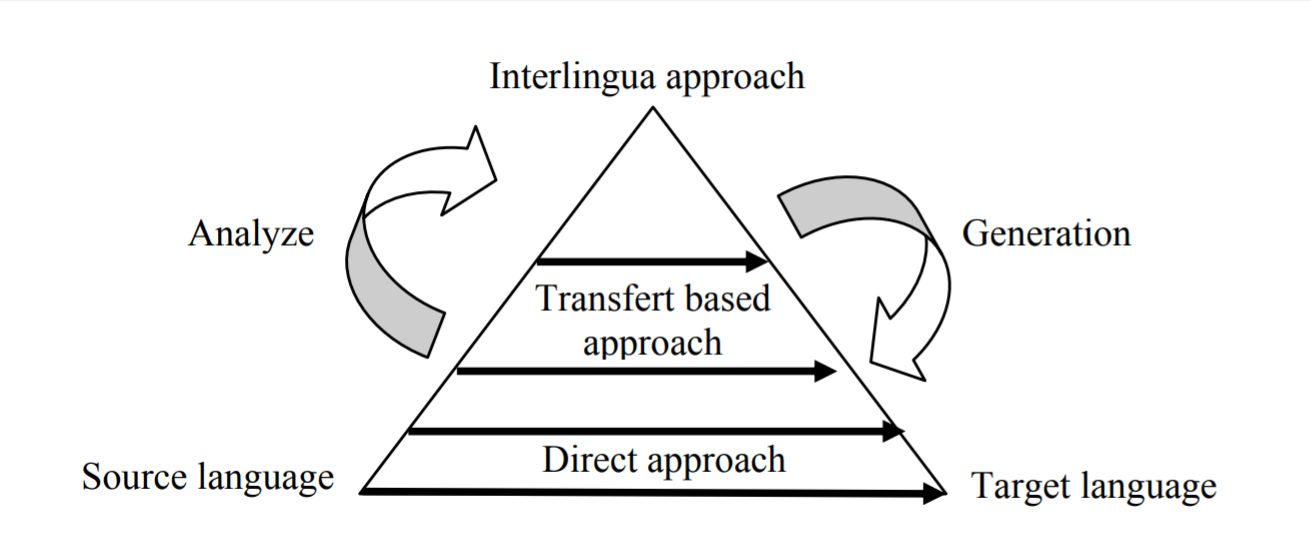 Interlingua approach
Analyze
Generation
Transfert based
approach
Direct approach
Source language
Target language